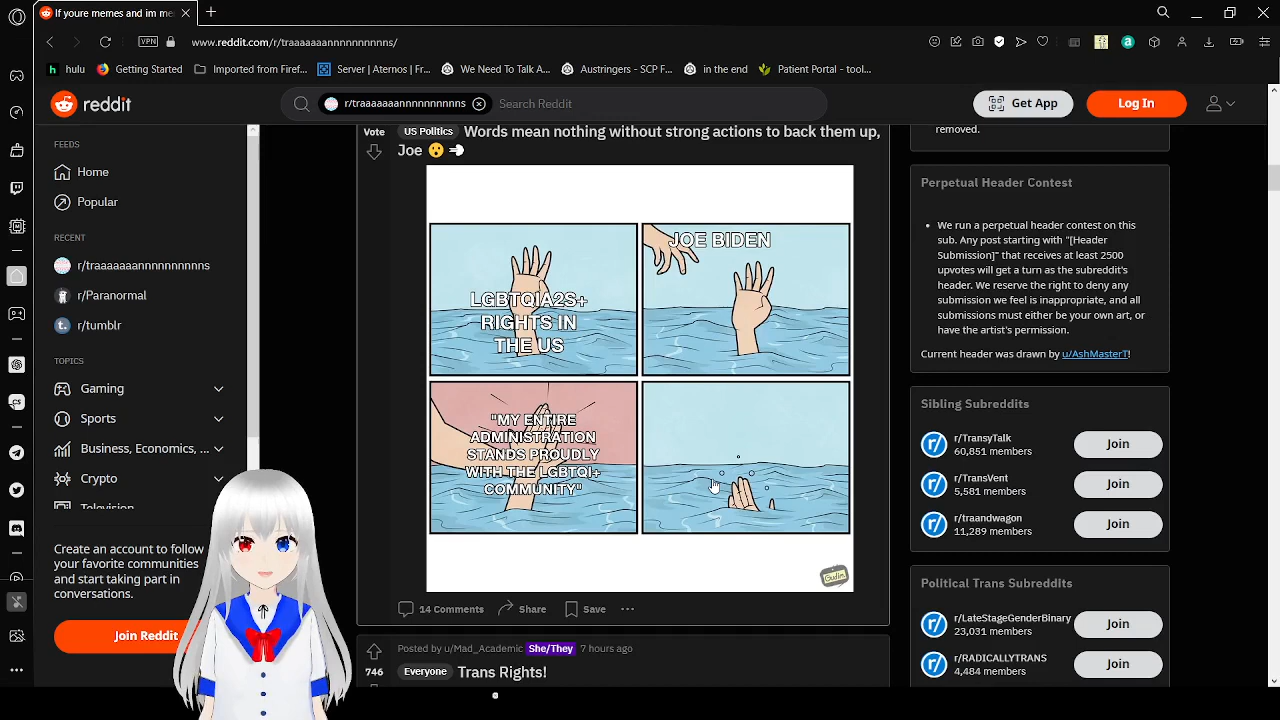 If youre memes and im mem
www.reddit.com/r/traaaaaaannnnnnnnnns/
VPN
hulu
Getting Started
Imported from Firef...
Server | Aternos | Fr...
We Need To Talk A...
Austringers - SCP F...
in the end
Patient Portal - tool...
reddit
r/traaaaaaannnnnnnnnns
Search Reddit
Get App
Log In
FEEDS
Home
Popular
RECENT
r/traaaaaaannnnnnnnnns
r/Paranormal
r/tumblr
TOPICS
Gaming
Sports
Business, Economics, ...
Crypto
Television
Create an account to follow
your favorite communities
and start taking part in
conversations.
Join Reddit
Vote
US Politics Words mean nothing without strong actions to back them up,
Joe 😮 💨
LGBTQIA2S+
RIGHTS IN
THE US
JOE BIDEN
"MY ENTIRE
ADMINISTRATION
STANDS PROUDLY
WITH THE LGBTQI+
COMMUNITY"
Gudim
14 Comments
Share
Save
Posted by u/Mad_Academic She/They 7 hours ago
746
Everyone Trans Rights!
removed.
Perpetual Header Contest
We run a perpetual header contest on this
sub. Any post starting with "[Header
Submission]" that receives at least 2500
upvotes will get a turn as the subreddit's
header. We reserve the right to deny any
submission we feel is inappropriate, and all
submissions must either be your own art, or
have the artist's permission.
Current header was drawn by u/AshMasterT!
Sibling Subreddits
r/TransyTalk
60,851 members
Join
r/TransVent
5,581 members
Join
r/traandwagon
11,289 members
Join
Political Trans Subreddits
r/LateStageGenderBinary
23,031 members
Join
r/RADICALLYTRANS
4,484 members
Join